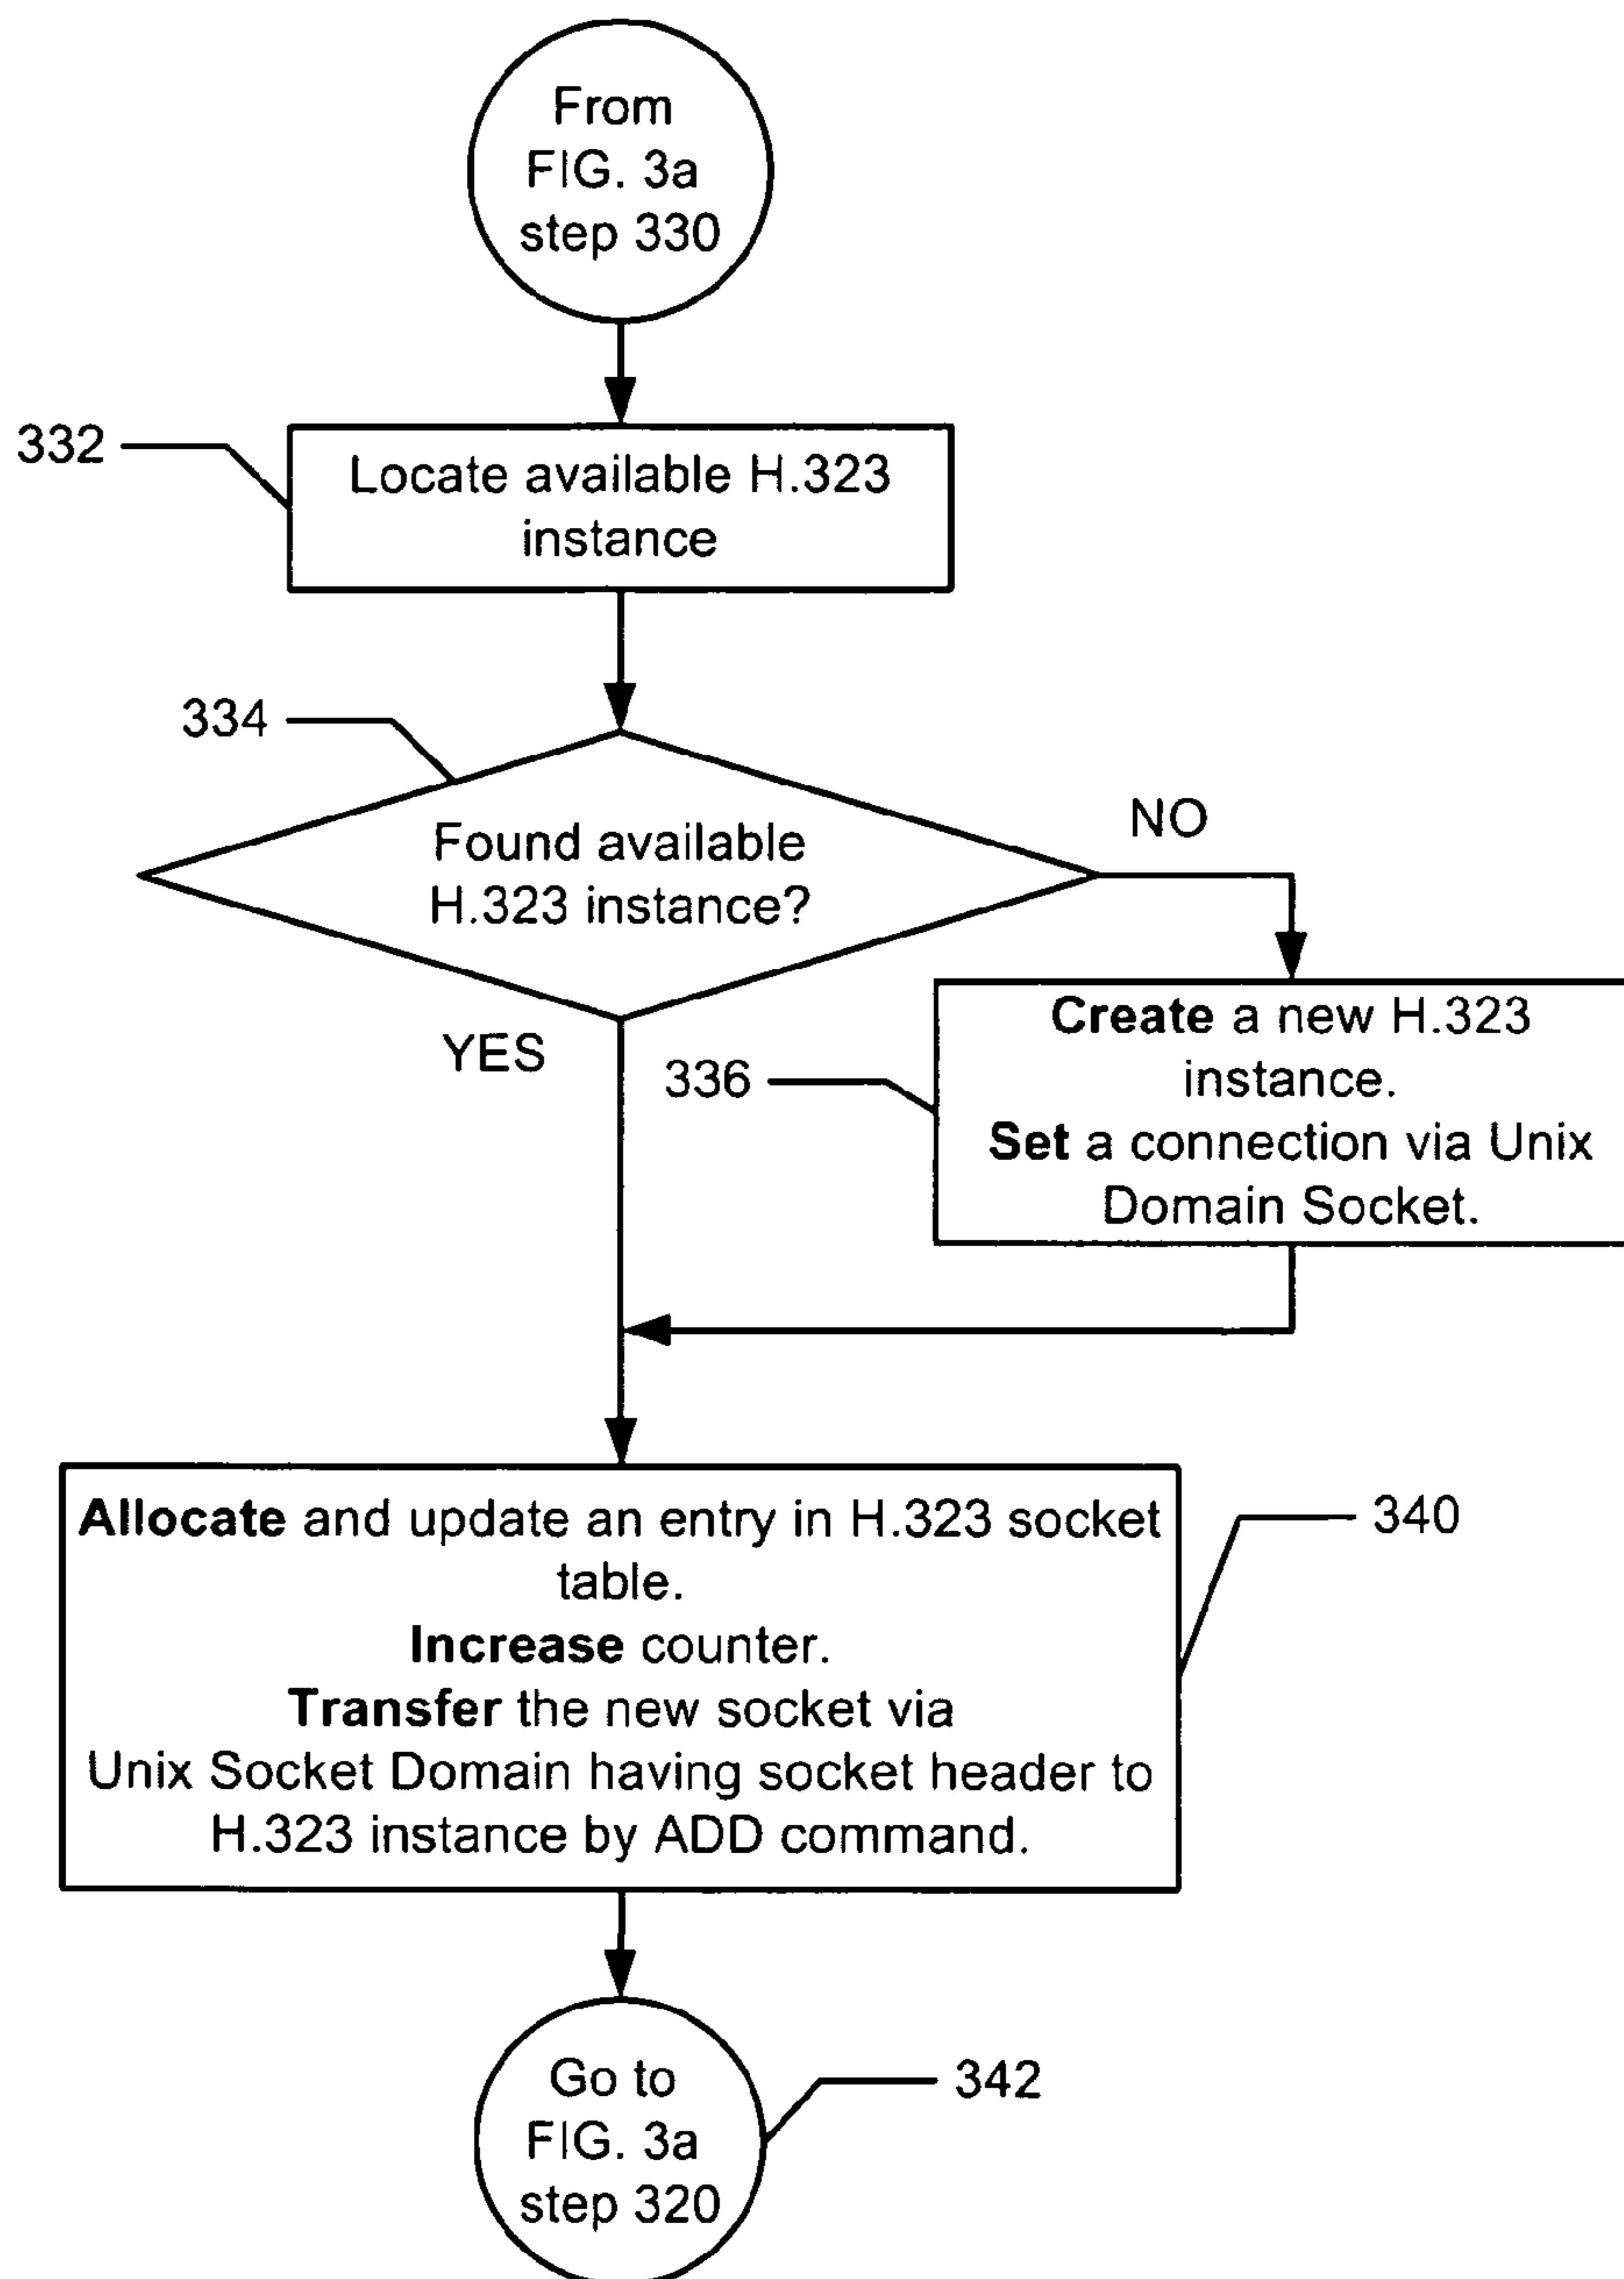 From
FIG. 3a
step 330
332
Locate available H.323
instance
334
Found available
H.323 instance?
NO
YES
336
Create a new H.323
instance.
Set a connection via Unix
Domain Socket.
Allocate and update an entry in H.323 socket
table.
Increase counter.
Transfer the new socket via
Unix Socket Domain having socket header to
H.323 instance by ADD command.
340
Go to
FIG. 3a
step 320
342